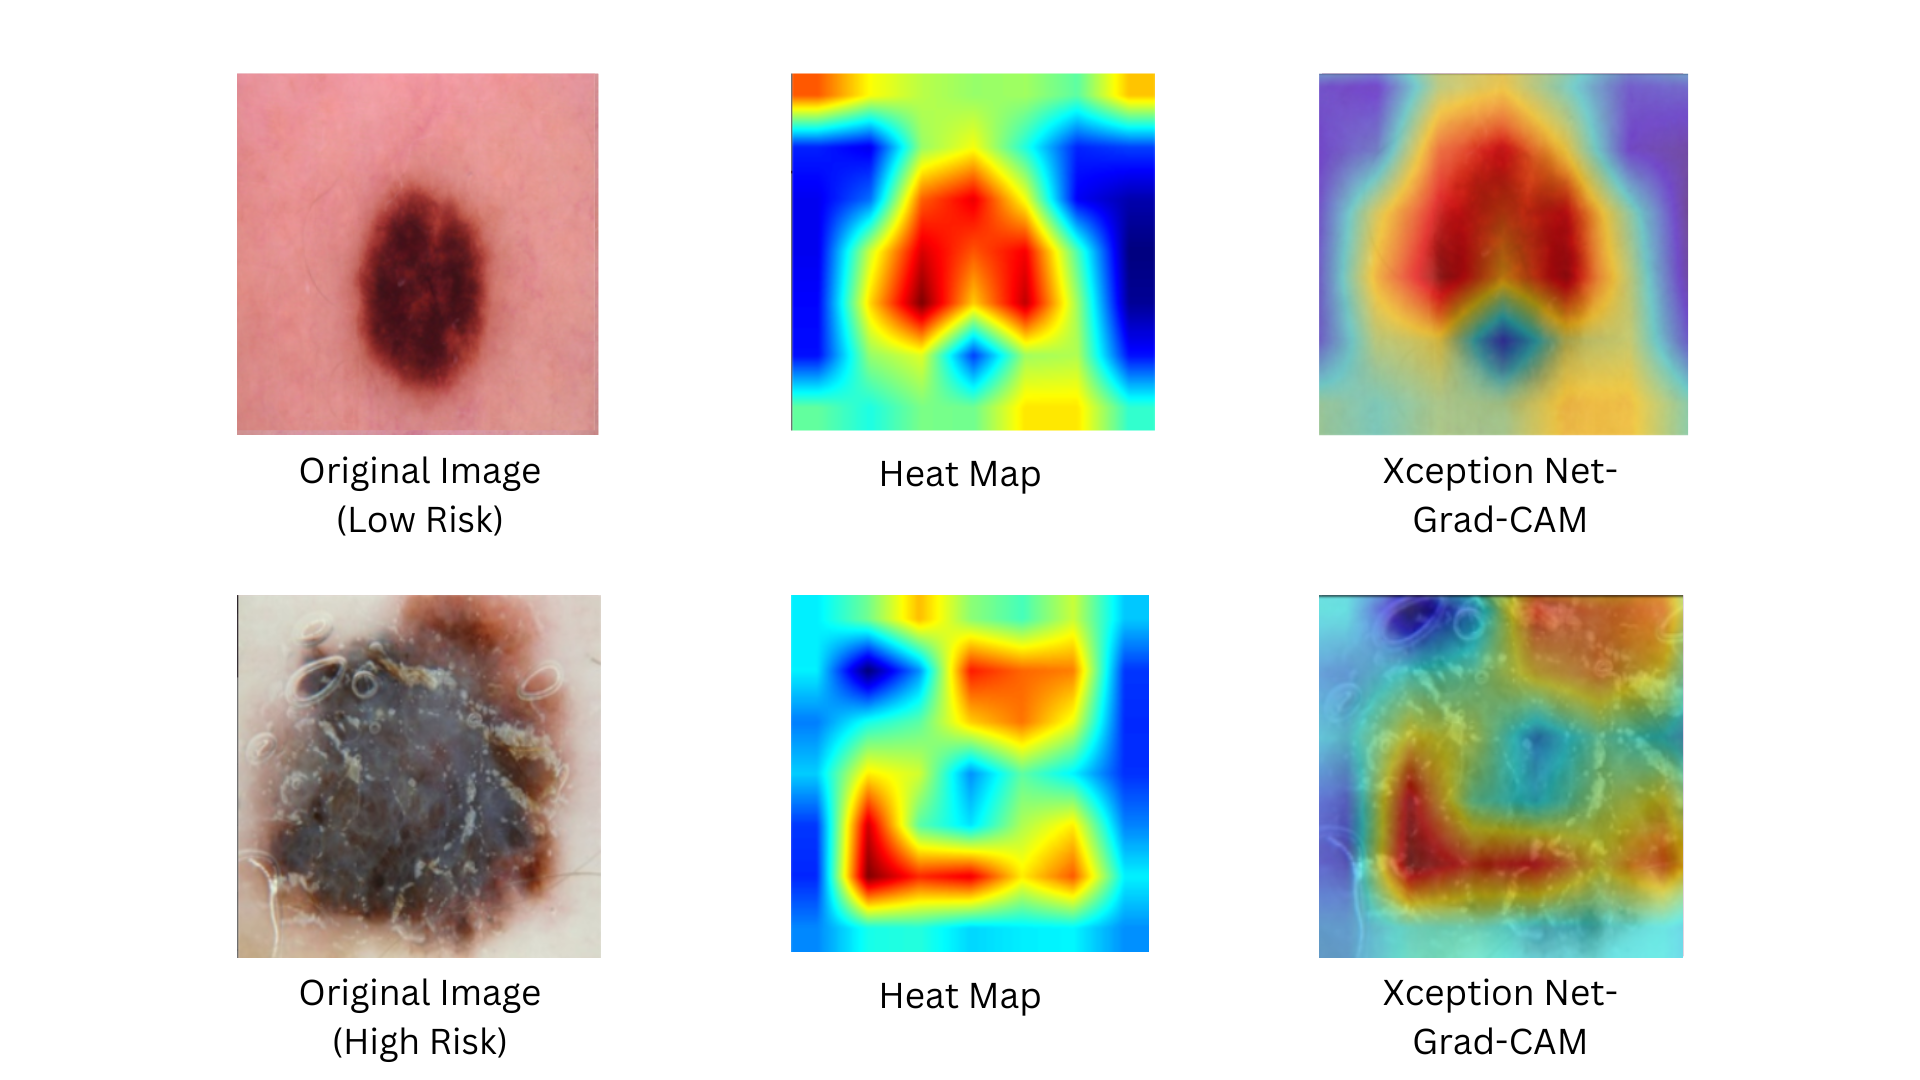 Original Image
(Low Risk)
Heat Map
Xception Net-
Grad-CAM
Original Image
(High Risk)
Heat Map
Xception Net-
Grad-CAM